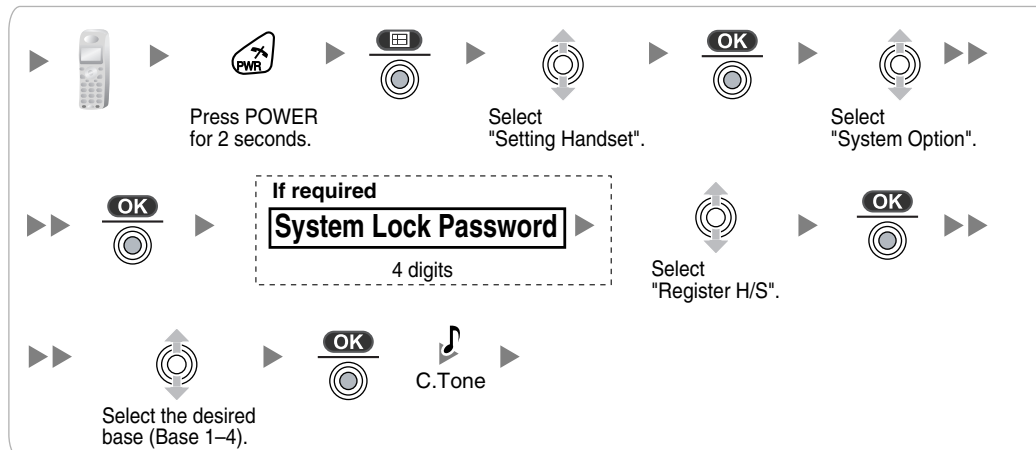 PWR
OK
Press POWER
for 2 seconds.
Select
"Setting Handset".
Select
"System Option".
OK
If required
System Lock Password
4 digits
Select
"Register H/S".
OK
Select the desired
base (Base 1–4).
OK
C.Tone